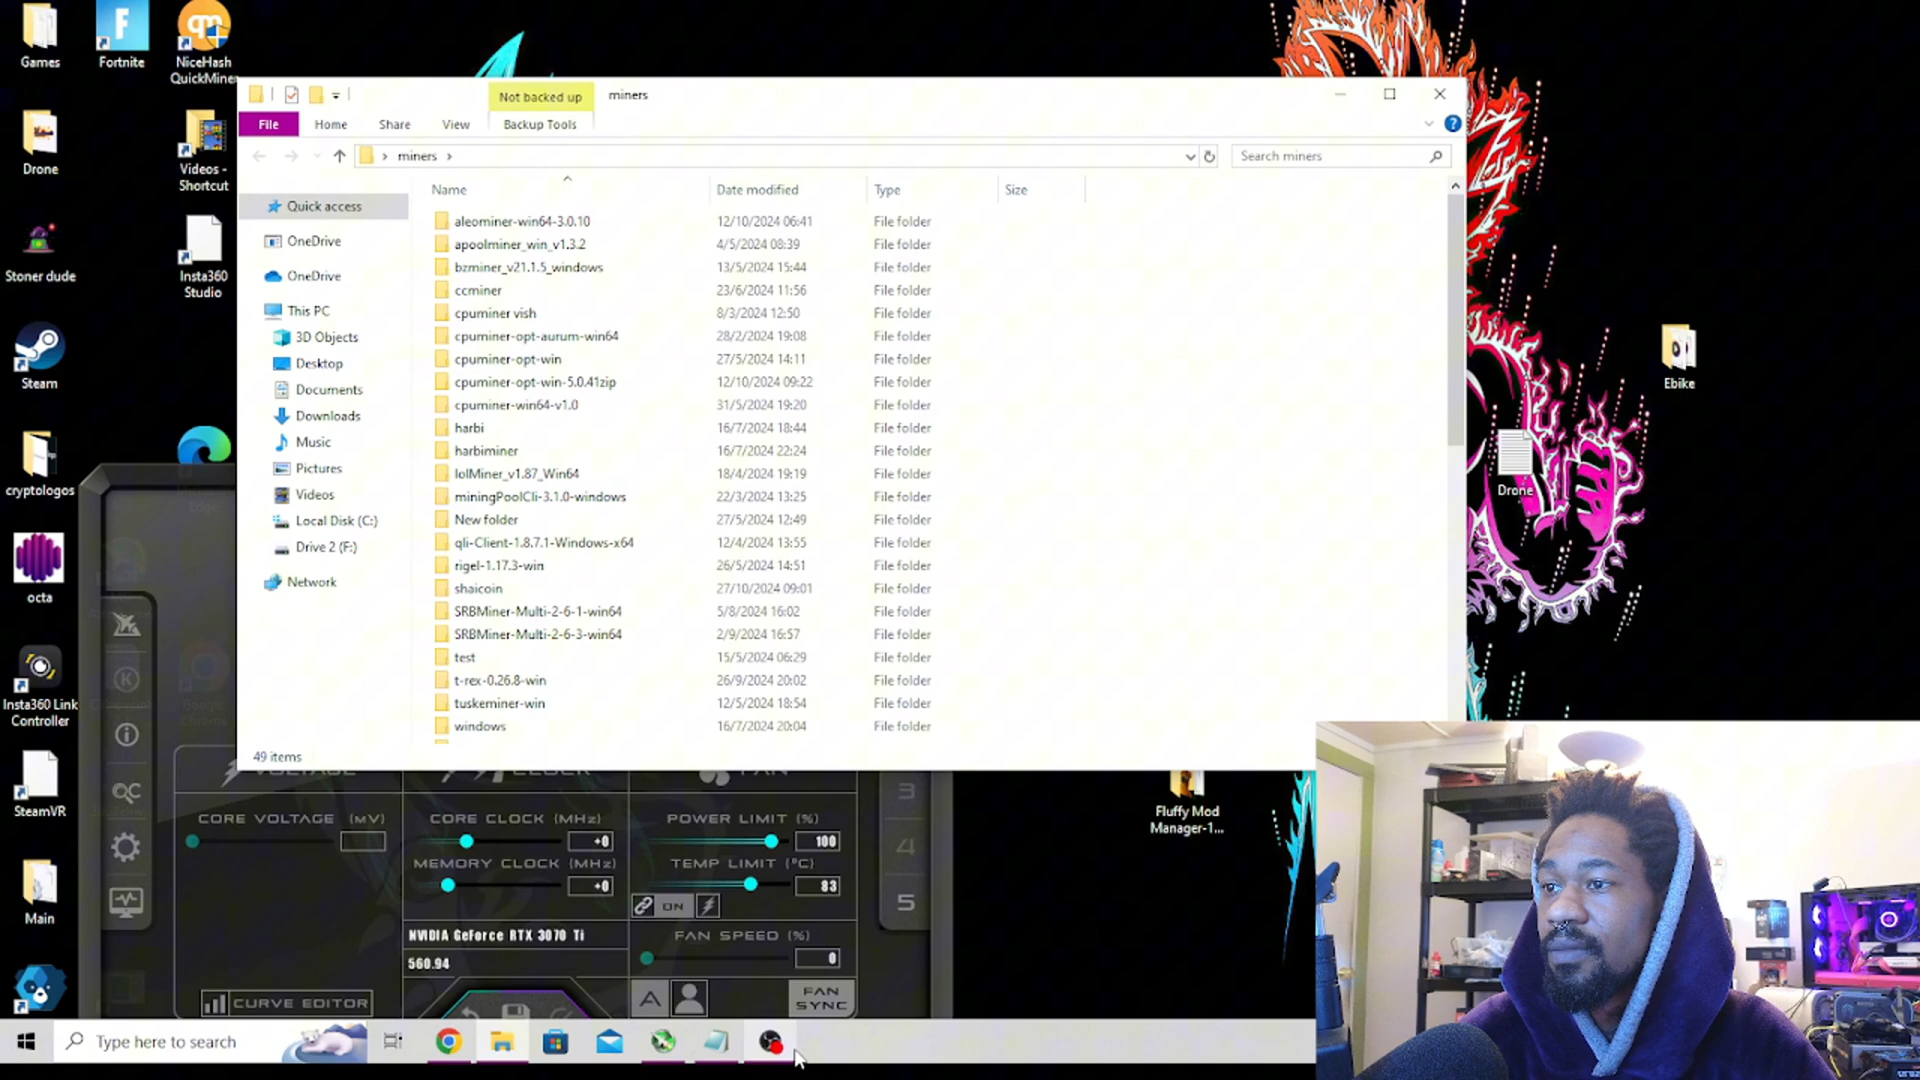 Games
Fortnite
NiceHash
QuickMiner
Drone
Videos -
Shortcut
Stoner dude
Insta360
Studio
Steam
cryptologos
octa
Insta360 Link
Controller
SteamVR
Main
Not backed up
miners
File
Home
Share
View
Backup Tools
miners
Search miners
Name
Date modified
Type
Size
Quick access
OneDrive
OneDrive
This PC
3D Objects
Desktop
Documents
Downloads
Music
Pictures
Videos
Local Disk (C:)
Drive 2 (F:)
Network
aleominer-win64-3.0.10 12/10/2024 06:41 File folder
apoolminer_win_v1.3.2 4/5/2024 08:39 File folder
bzminer_v21.1.5_windows 13/5/2024 15:44 File folder
ccminer 23/6/2024 11:56 File folder
cpuminer vish 8/3/2024 12:50 File folder
cpuminer-opt-aurum-win64 28/2/2024 19:08 File folder
cpuminer-opt-win 27/5/2024 14:11 File folder
cpuminer-opt-win-5.0.41zip 12/10/2024 09:22 File folder
cpuminer-win64-v1.0 31/5/2024 19:20 File folder
harbi 16/7/2024 18:44 File folder
harbiminer 16/7/2024 22:24 File folder
lolMiner_v1.87_Win64 18/4/2024 19:19 File folder
miningPoolCli-3.1.0-windows 22/3/2024 13:25 File folder
New folder 27/5/2024 12:49 File folder
qli-Client-1.8.7.1-Windows-x64 12/4/2024 13:55 File folder
rigel-1.17.3-win 26/5/2024 14:51 File folder
shaicoin 27/10/2024 09:01 File folder
SRBMiner-Multi-2-6-1-win64 5/8/2024 16:02 File folder
SRBMiner-Multi-2-6-3-win64 2/9/2024 16:57 File folder
test 15/5/2024 06:29 File folder
t-rex-0.26.8-win 26/9/2024 20:02 File folder
tuskeminer-win 12/5/2024 18:54 File folder
windows 16/7/2024 20:04 File folder
49 items
Ebike
Drone
Fluffy Mod
Manager-1...
CORE VOLTAGE (MV)
CORE CLOCK (MHz)
+0
MEMORY CLOCK (MHz)
+0
POWER LIMIT (%)
100
TEMP LIMIT (°C)
83
ON
NVIDIA GeForce RTX 3070 Ti
560.94
FAN SPEED (%)
0
CURVE EDITOR
A
FAN
SYNC
3
4
5
K
OC
Type here to search